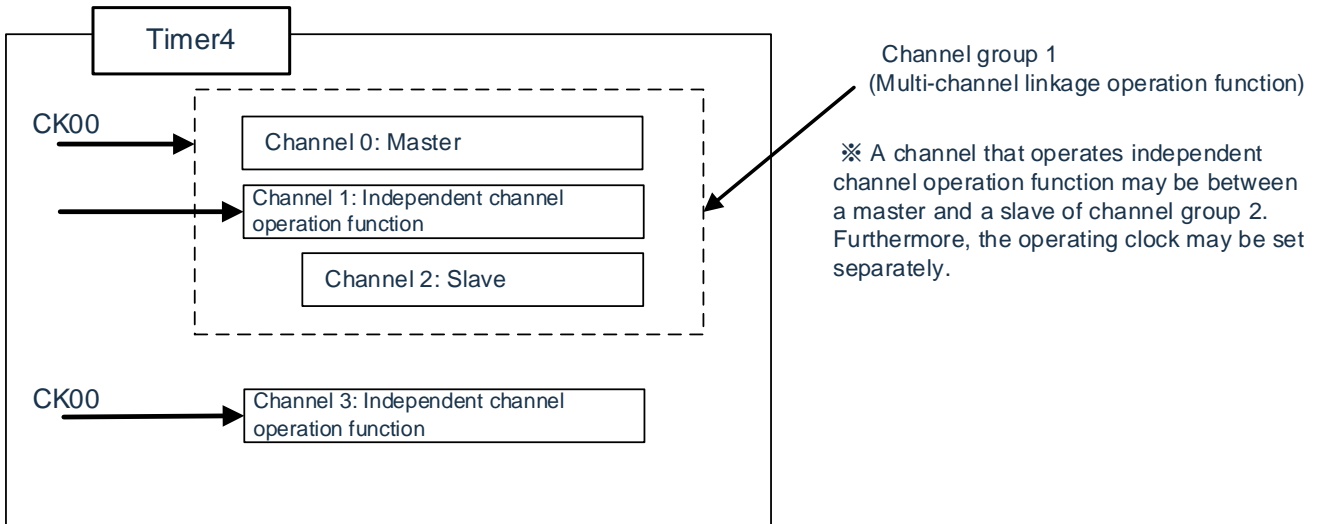 Timer4
CK00
Channel 0: Master
Channel 1: Independent channel
operation function
Channel 2: Slave
CK00
Channel 3: Independent channel
operation function
Channel group 1
(Multi-channel linkage operation function)
※ A channel that operates independent
channel operation function may be between
a master and a slave of channel group 2.
Furthermore, the operating clock may be set
separately.